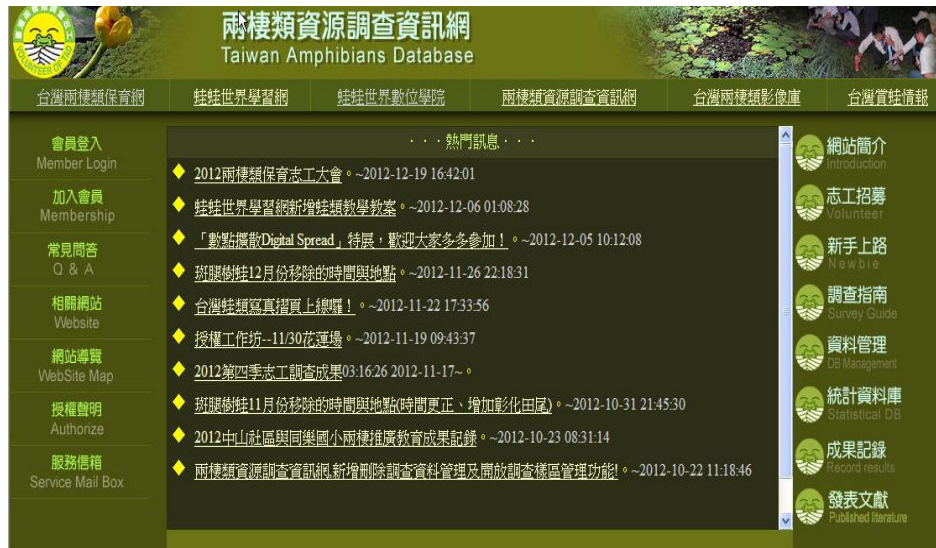 兩棲類資源調查資訊網
Taiwan Amphibians Database
台灣兩棲類保育網 蛙蛙世界學習網 蛙蛙世界數位學院 兩棲類資源調查資訊網 台灣兩棲類影像庫 台灣賞蛙情報
會員登入
Member Login
加入會員
Membership
常見問答
Q & A
相關網站
Website
網站導覽
WebSite Map
授權聲明
Authorize
服務信箱
Service Mail Box
‧‧‧熱門訊息‧‧‧
2012兩棲類保育志工大會。~2012-12-19 16:42:01
蛙蛙世界學習網新增蛙類教學教案。~2012-12-06 01:08:28
「數點擴散Digital Spread」特展，歡迎大家多多參加！。~2012-12-05 10:12:08
班腿樹蛙12月份移除的時間與地點。~2012-11-26 22:18:31
台灣蛙類寫真摺頁上線囉！。~2012-11-22 17:33:56
授權工作坊--11/30花蓮場。~2012-11-19 09:43:37
2012第四季志工調查成果03:16:26 2012-11-17~。
班腿樹蛙11月份移除的時間與地點(時間更正、增加彰化田尾)。~2012-10-31 21:45:30
2012中山社區與同樂國小兩棲推廣教育成果記錄。~2012-10-23 08:31:14
兩棲類資源調查資訊網,新增刪除調查資料管理及開放調查樣區管理功能!。~2012-10-22 11:18:46
網站簡介
Introduction
志工招募
Volunteer
新手上路
Newbie
調查指南
Survey Guide
資料管理
DB Management
統計資料庫
Statistical DB
成果記錄
Record results
發表文獻
Published literature